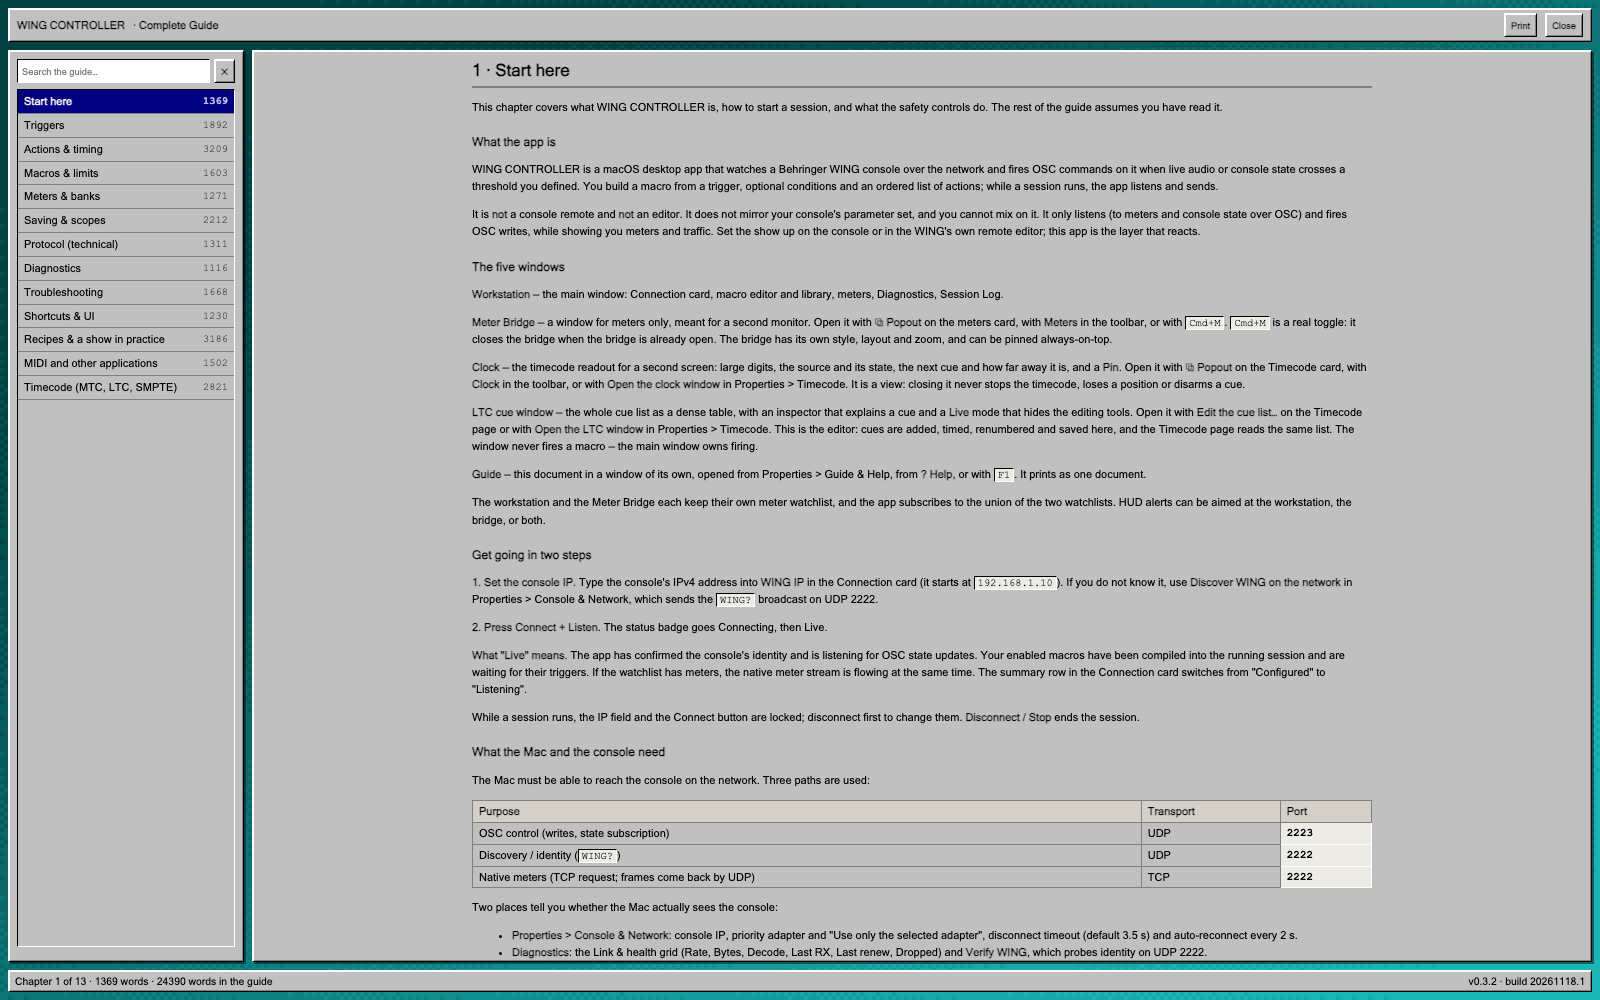 WING CONTROLLER · Complete Guide
Print
Close
Search the guide…
×
Start here 1369
Triggers 1892
Actions & timing 3209
Macros & limits 1603
Meters & banks 1271
Saving & scopes 2212
Protocol (technical) 1311
Diagnostics 1116
Troubleshooting 1668
Shortcuts & UI 1230
Recipes & a show in practice 3186
MIDI and other applications 1502
Timecode (MTC, LTC, SMPTE) 2821
1 · Start here
This chapter covers what WING CONTROLLER is, how to start a session, and what the safety controls do. The rest of the guide assumes you have read it.
What the app is
WING CONTROLLER is a macOS desktop app that watches a Behringer WING console over the network and fires OSC commands on it when live audio or console state crosses a
threshold you defined. You build a macro from a trigger, optional conditions and an ordered list of actions; while a session runs, the app listens and sends.
It is not a console remote and not an editor. It does not mirror your console's parameter set, and you cannot mix on it. It only listens (to meters and console state over OSC) and fires
OSC writes, while showing you meters and traffic. Set the show up on the console or in the WING's own remote editor; this app is the layer that reacts.
The five windows
Workstation – the main window: Connection card, macro editor and library, meters, Diagnostics, Session Log.
Meter Bridge – a window for meters only, meant for a second monitor. Open it with ⧉ Popout on the meters card, with Meters in the toolbar, or with Cmd+M. Cmd+M is a real toggle: it
closes the bridge when the bridge is already open. The bridge has its own style, layout and zoom, and can be pinned always-on-top.
Clock – the timecode readout for a second screen: large digits, the source and its state, the next cue and how far away it is, and a Pin. Open it with ⧉ Popout on the Timecode card, with
Clock in the toolbar, or with Open the clock window in Properties > Timecode. It is a view: closing it never stops the timecode, loses a position or disarms a cue.
LTC cue window – the whole cue list as a dense table, with an inspector that explains a cue and a Live mode that hides the editing tools. Open it with Edit the cue list… on the Timecode
page or with Open the LTC window in Properties > Timecode. This is the editor: cues are added, timed, renumbered and saved here, and the Timecode page reads the same list. The
window never fires a macro – the main window owns firing.
Guide – this document in a window of its own, opened from Properties > Guide & Help, from ? Help, or with F1. It prints as one document.
The workstation and the Meter Bridge each keep their own meter watchlist, and the app subscribes to the union of the two watchlists. HUD alerts can be aimed at the workstation, the
bridge, or both.
Get going in two steps
1. Set the console IP. Type the console's IPv4 address into WING IP in the Connection card (it starts at 192.168.1.10). If you do not know it, use Discover WING on the network in
Properties > Console & Network, which sends the WING? broadcast on UDP 2222.
2. Press Connect + Listen. The status badge goes Connecting, then Live.
What "Live" means. The app has confirmed the console's identity and is listening for OSC state updates. Your enabled macros have been compiled into the running session and are
waiting for their triggers. If the watchlist has meters, the native meter stream is flowing at the same time. The summary row in the Connection card switches from "Configured" to
"Listening".
While a session runs, the IP field and the Connect button are locked; disconnect first to change them. Disconnect / Stop ends the session.
What the Mac and the console need
The Mac must be able to reach the console on the network. Three paths are used:
Purpose Transport Port
OSC control (writes, state subscription) UDP 2223
Discovery / identity (WING?) UDP 2222
Native meters (TCP request; frames come back by UDP) TCP 2222
Two places tell you whether the Mac actually sees the console:
• Properties > Console & Network: console IP, priority adapter and "Use only the selected adapter", disconnect timeout (default 3.5 s) and auto-reconnect every 2 s.
• Diagnostics: the Link & health grid (Rate, Bytes, Decode, Last RX, Last renew, Dropped) and Verify WING, which probes identity on UDP 2222.
Chapter 1 of 13 · 1369 words · 24390 words in the guide
v0.3.2 · build 20261118.1